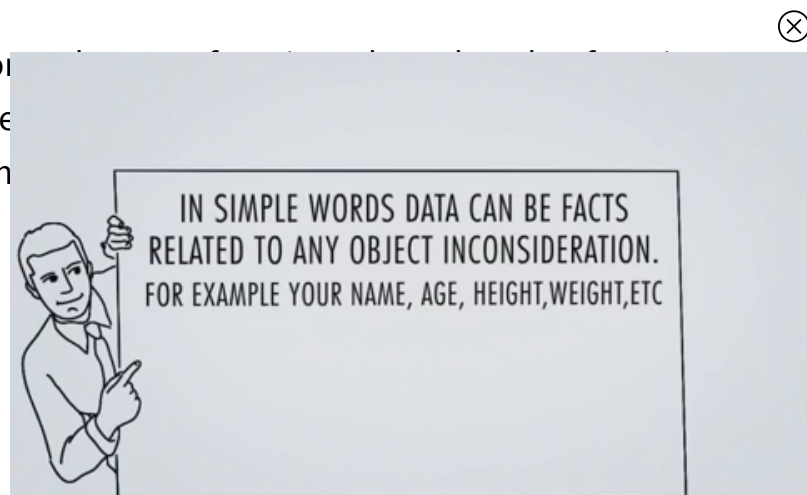 IN SIMPLE WORDS DATA CAN BE FACTS
RELATED TO ANY OBJECT INCONSIDERATION.
FOR EXAMPLE YOUR NAME, AGE, HEIGHT,WEIGHT,ETC